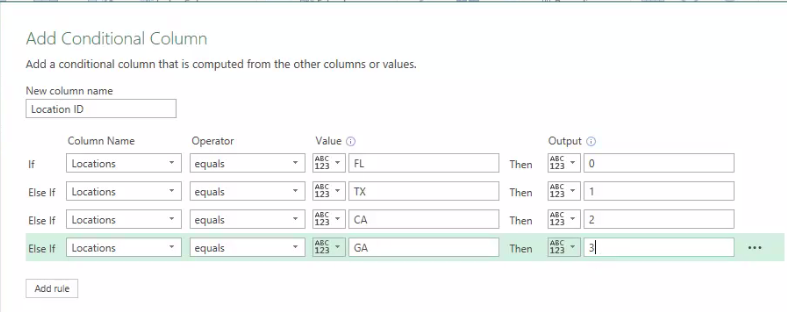 Add Conditional Column
Add a conditional column that is computed from the other columns or values.
New column name
Location ID
Column Name Operator Value Output
If Locations equals ABC 123 FL Then ABC 123 0
Else If Locations equals ABC 123 TX Then ABC 123 1
Else If Locations equals ABC 123 CA Then ABC 123 2
Else If Locations equals ABC 123 GA Then ABC 123 3
Add rule